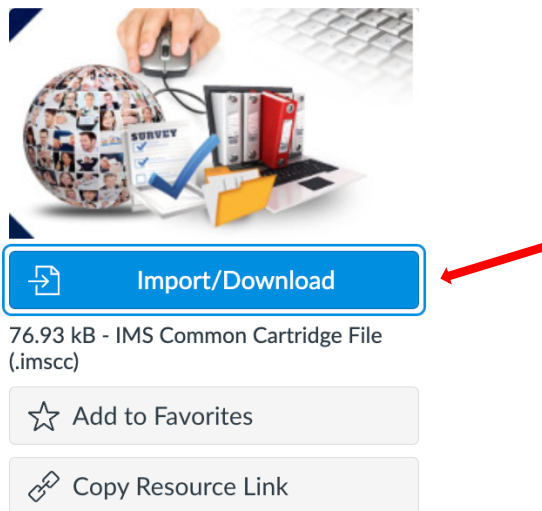 SURVEY
Import/Download
76.93 kB - IMS Common Cartridge File
(.imscc)
Add to Favorites
Copy Resource Link